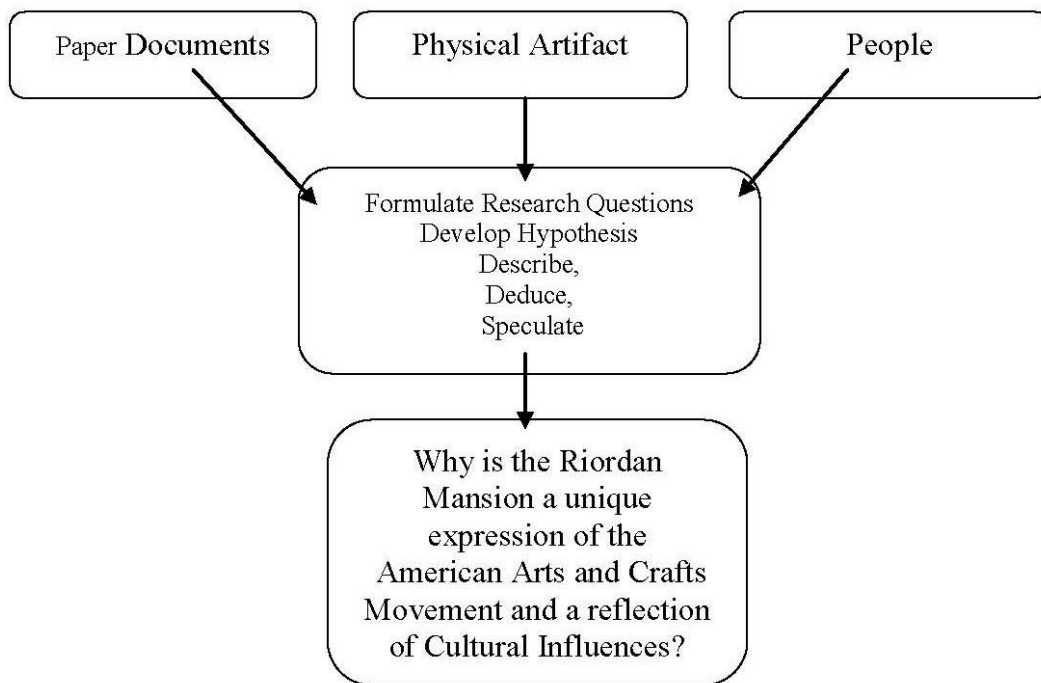 Paper Documents
Physical Artifact
People
Formulate Research Questions
Develop Hypothesis
Describe,
Deduce,
Speculate
Why is the Riordan
Mansion a unique
expression of the
American Arts and Crafts
Movement and a reflection
of Cultural Influences?